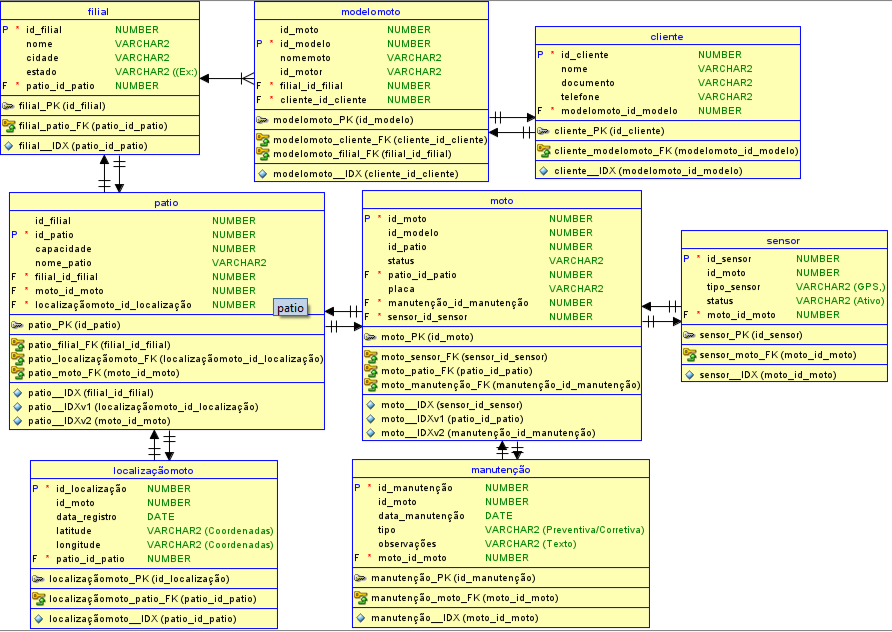 filial
P * id_filial NUMBER
nome VARCHAR2
cidade VARCHAR2
estado VARCHAR2 ((Ex:)
F * patio_id_patio NUMBER
filial_PK (id_filial)
filial_patio_FK (patio_id_patio)
filial__IDX (patio_id_patio)
modelomoto
id_moto NUMBER
P * id_modelo NUMBER
nomemoto VARCHAR2
id_motor VARCHAR2
F * filial_id_filial NUMBER
F * cliente_id_cliente NUMBER
modelomoto_PK (id_modelo)
modelomoto_cliente_FK (cliente_id_cliente)
modelomoto_filial_FK (filial_id_filial)
modelomoto__IDX (cliente_id_cliente)
cliente
P * id_cliente NUMBER
nome VARCHAR2
documento VARCHAR2
telefone VARCHAR2
F * modelomoto_id_modelo NUMBER
cliente_PK (id_cliente)
cliente_modelomoto_FK (modelomoto_id_modelo)
cliente__IDX (modelomoto_id_modelo)
patio
id_filial NUMBER
P * id_patio NUMBER
capacidade NUMBER
nome_patio VARCHAR2
F * filial_id_filial NUMBER
F * moto_id_moto NUMBER
F * localizaçãomoto_id_localização NUMBER
patio_PK (id_patio)
patio_filial_FK (filial_id_filial)
patio_localizaçãomoto_FK (localizaçãomoto_id_localização)
patio_moto_FK (moto_id_moto)
patio__IDX (filial_id_filial)
patio__IDXv1 (localizaçãomoto_id_localização)
patio__IDXv2 (moto_id_moto)
patio
moto
P * id_moto NUMBER
id_modelo NUMBER
id_patio NUMBER
status VARCHAR2
F * patio_id_patio NUMBER
placa VARCHAR2
F * manutenção_id_manutenção NUMBER
F * sensor_id_sensor NUMBER
moto_PK (id_moto)
moto_sensor_FK (sensor_id_sensor)
moto_patio_FK (patio_id_patio)
moto_manutenção_FK (manutenção_id_manutenção)
moto__IDX (sensor_id_sensor)
moto__IDXv1 (patio_id_patio)
moto__IDXv2 (manutenção_id_manutenção)
sensor
P * id_sensor NUMBER
id_moto NUMBER
tipo_sensor VARCHAR2 (GPS,)
status VARCHAR2 (Ativo)
F * moto_id_moto NUMBER
sensor_PK (id_sensor)
sensor_moto_FK (moto_id_moto)
sensor__IDX (moto_id_moto)
localizaçãomoto
P * id_localização NUMBER
id_moto NUMBER
data_registro DATE
latitude VARCHAR2 (Coordenadas)
longitude VARCHAR2 (Coordenadas)
F * patio_id_patio NUMBER
localizaçãomoto_PK (id_localização)
localizaçãomoto_patio_FK (patio_id_patio)
localizaçãomoto__IDX (patio_id_patio)
manutenção
P * id_manutenção NUMBER
id_moto NUMBER
data_manutenção DATE
tipo VARCHAR2 (Preventiva/Corretiva)
observações VARCHAR2 (Texto)
F * moto_id_moto NUMBER
manutenção_PK (id_manutenção)
manutenção_moto_FK (moto_id_moto)
manutenção__IDX (moto_id_moto)